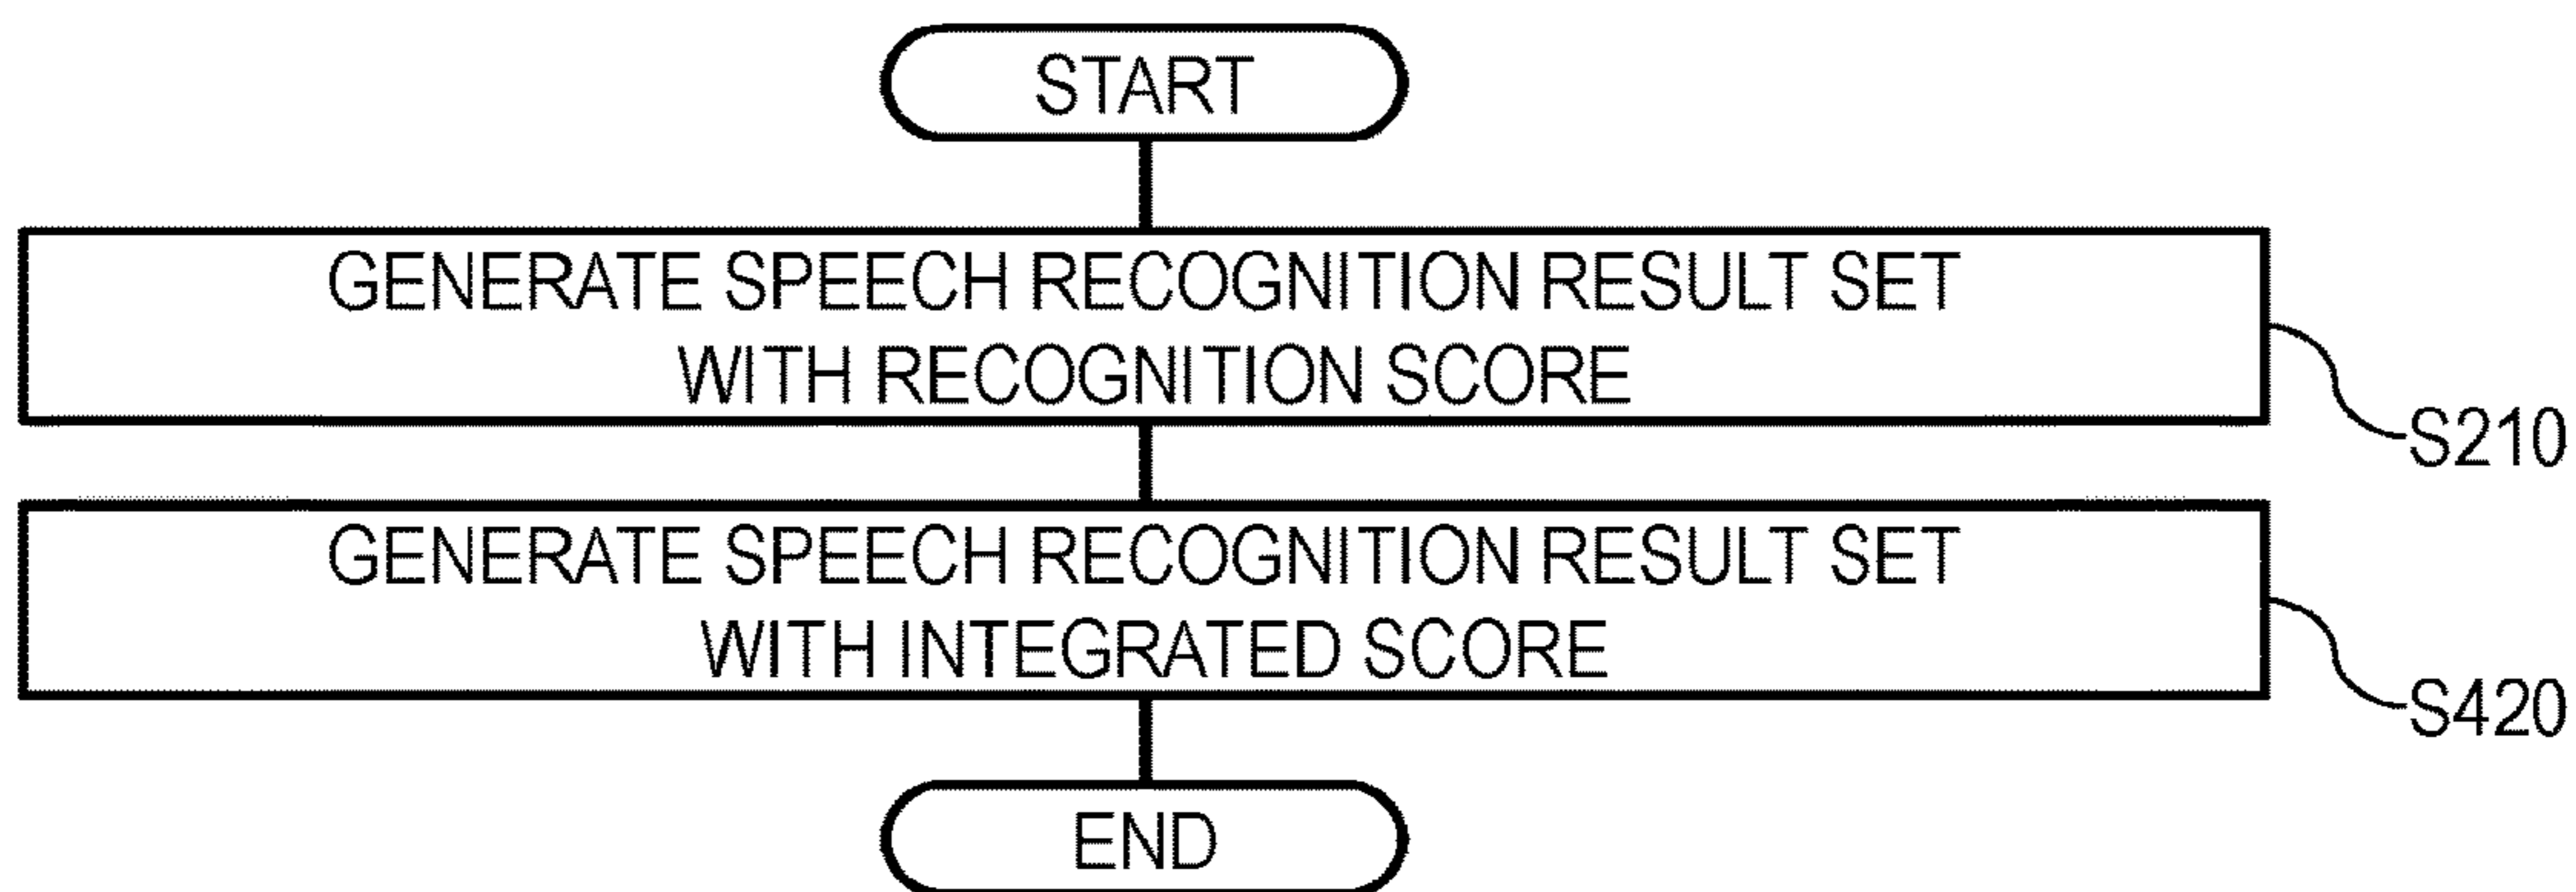 START
GENERATE SPEECH RECOGNITION RESULT SET
WITH RECOGNITION SCORE
S210
GENERATE SPEECH RECOGNITION RESULT SET
WITH INTEGRATED SCORE
S420
END